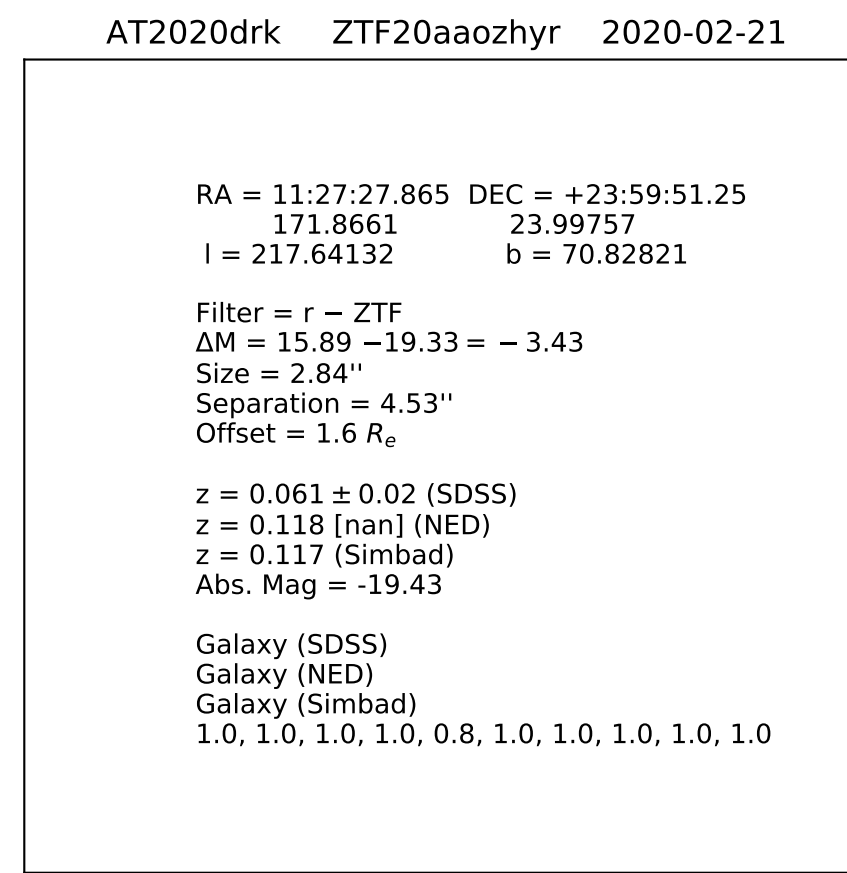 AT2020drk ZTF20aaozhyr 2020-02-21
RA = 11:27:27.865 DEC = +23:59:51.25
171.8661 23.99757
l = 217.64132 b = 70.82821
Filter = r − ZTF
ΔM = 15.89 −19.33 = − 3.43
Size = 2.84''
Separation = 4.53''
Offset = 1.6 Re
z = 0.061 ± 0.02 (SDSS)
z = 0.118 [nan] (NED)
z = 0.117 (Simbad)
Abs. Mag = -19.43
Galaxy (SDSS)
Galaxy (NED)
Galaxy (Simbad)
1.0, 1.0, 1.0, 1.0, 0.8, 1.0, 1.0, 1.0, 1.0, 1.0